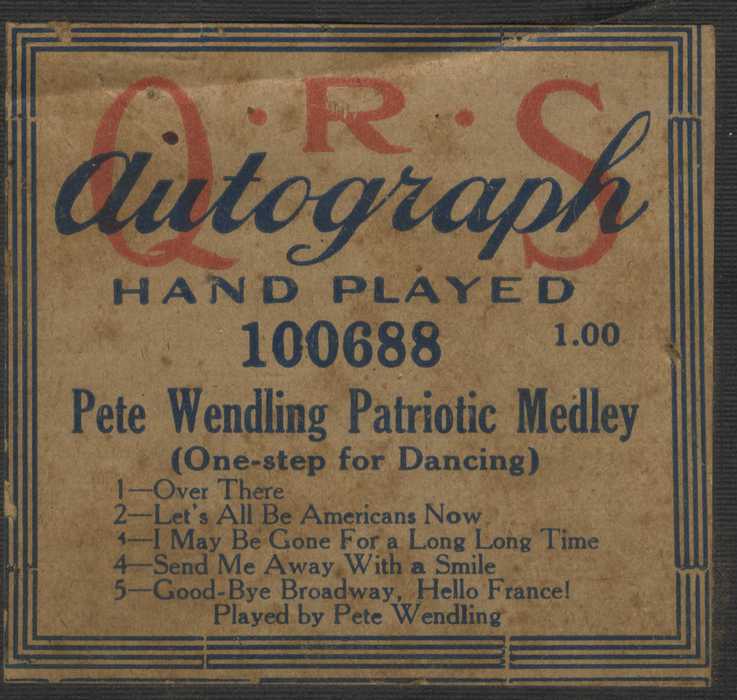 Q·R·S
Autograph
HAND PLAYED
100688 1.00
Pete Wendling Patriotic Medley
(One-step for Dancing)
1—Over There
2—Let's All Be Americans Now
3—I May Be Gone For a Long Long Time
4—Send Me Away With a Smile
5—Good-Bye Broadway, Hello France!
Played by Pete Wendling